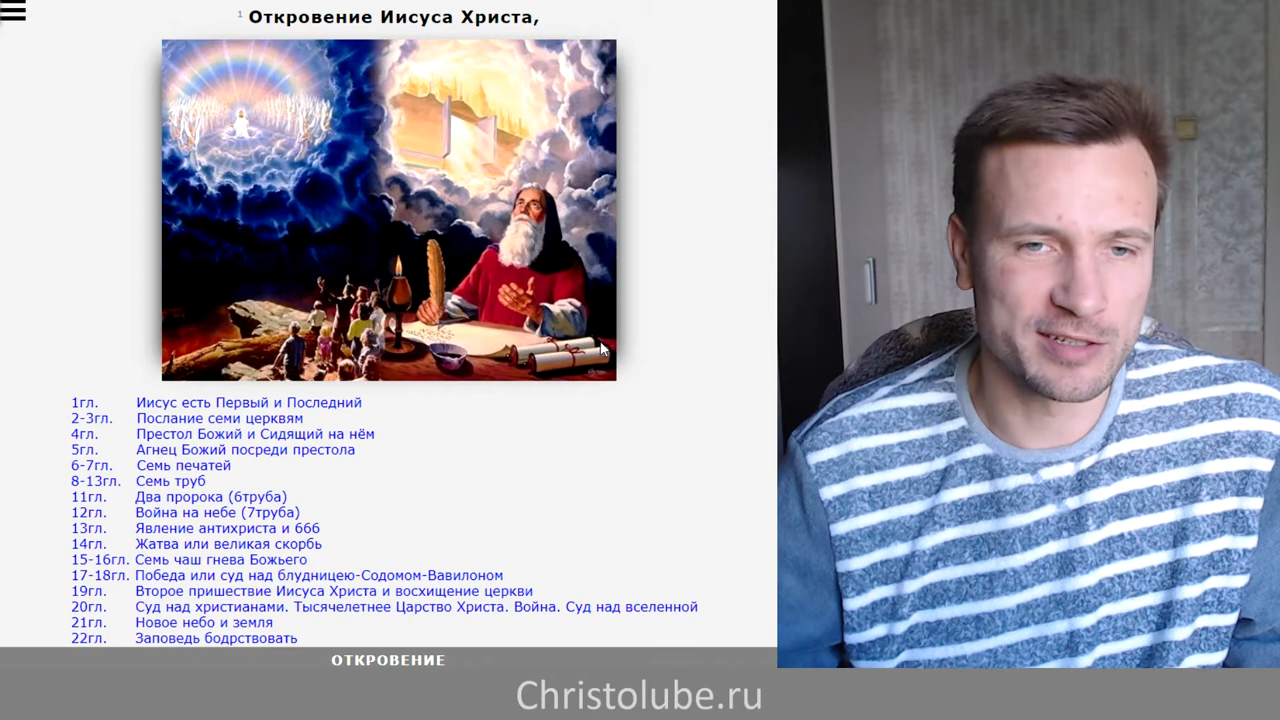 1 Откровение Иисуса Христа,
1гл. Иисус есть Первый и Последний
2-3гл. Послание семи церквям
4гл. Престол Божий и Сидящий на нём
5гл. Агнец Божий посреди престола
6-7гл. Семь печатей
8-13гл. Семь труб
11гл. Два пророка (6труба)
12гл. Война на небе (7труба)
13гл. Явление антихриста и 666
14гл. Жатва или великая скорбь
15-16гл. Семь чаш гнева Божьего
17-18гл. Победа или суд над блудницею-Содомом-Вавилоном
19гл. Второе пришествие Иисуса Христа и восхищение церкви
20гл. Суд над христианами. Тысячелетнее Царство Христа. Война. Суд над вселенной
21гл. Новое небо и земля
22гл. Заповедь бодрствовать
ОТКРОВЕНИЕ
Christolube.ru